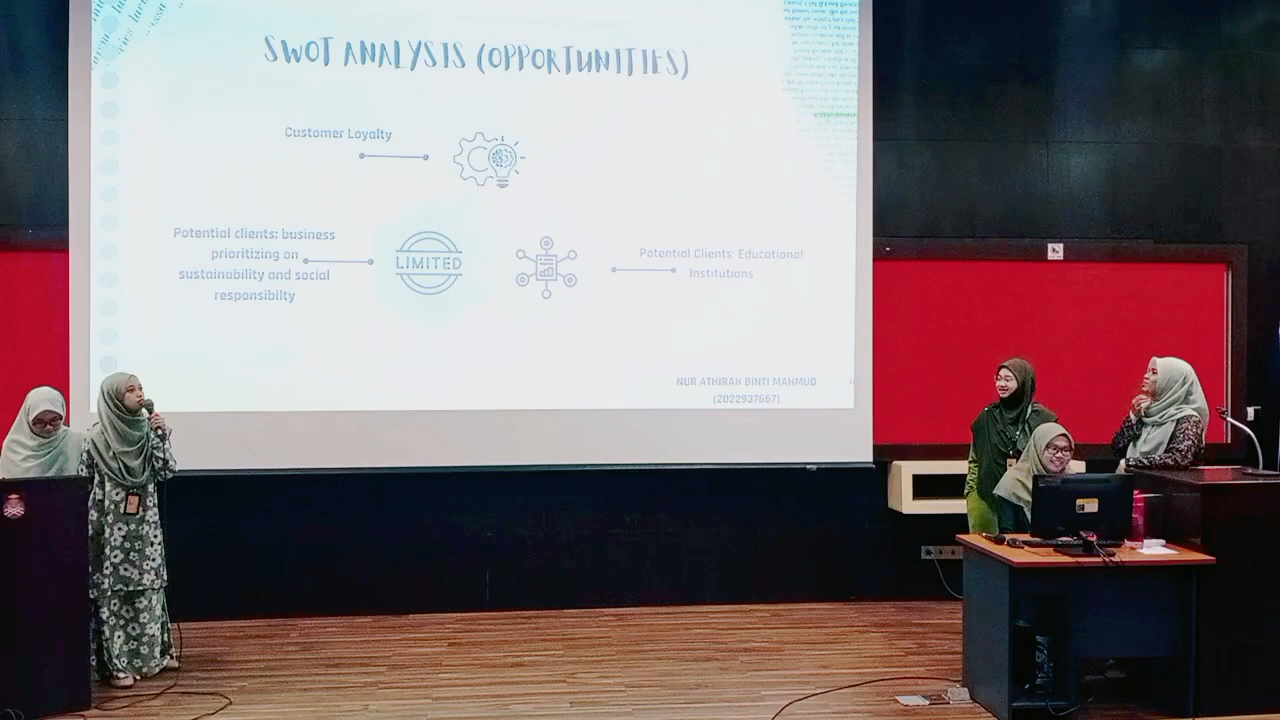 SWOT ANALYSIS (OPPORTUNITIES)
Customer Loyalty
Potential clients: business
prioritizing on
sustainability and social
responsibilty
LIMITED
Potential Clients: Educational
Institutions
NUR ATHIRAH BINTI MAHMUD
(2022937667)